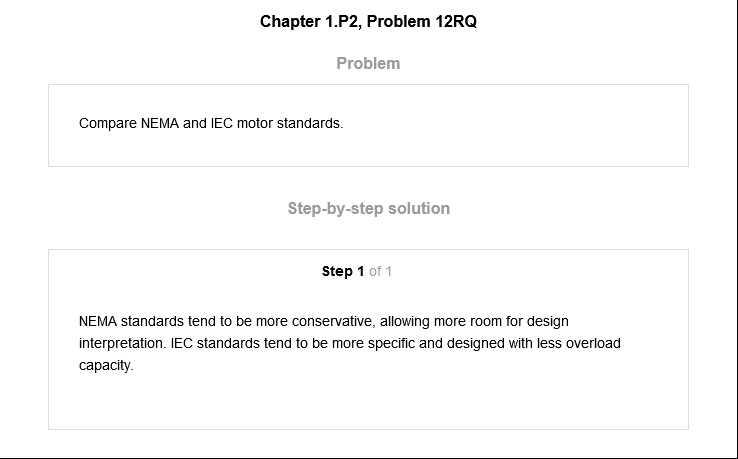 Chapter 1.P2, Problem 12RQ
Problem
Compare NEMA and IEC motor standards.
Step-by-step solution
Step 1 of 1
NEMA standards tend to be more conservative, allowing more room for design
interpretation. IEC standards tend to be more specific and designed with less overload
capacity.